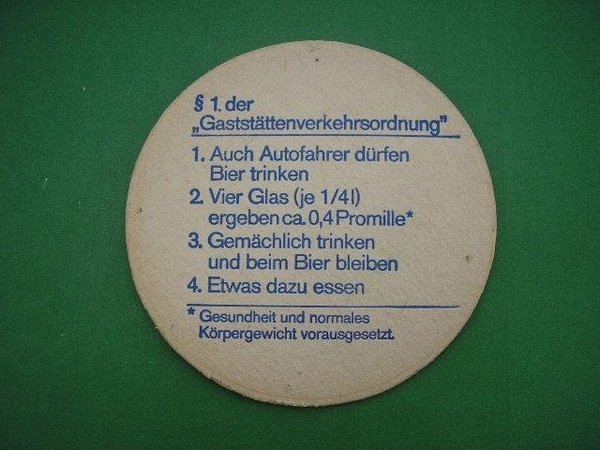 § 1. der
„Gaststättenverkehrsordnung"
1. Auch Autofahrer dürfen
Bier trinken
2. Vier Glas (je 1/4 l)
ergeben ca. 0,4 Promille*
3. Gemächlich trinken
und beim Bier bleiben
4. Etwas dazu essen
* Gesundheit und normales
Körpergewicht vorausgesetzt.